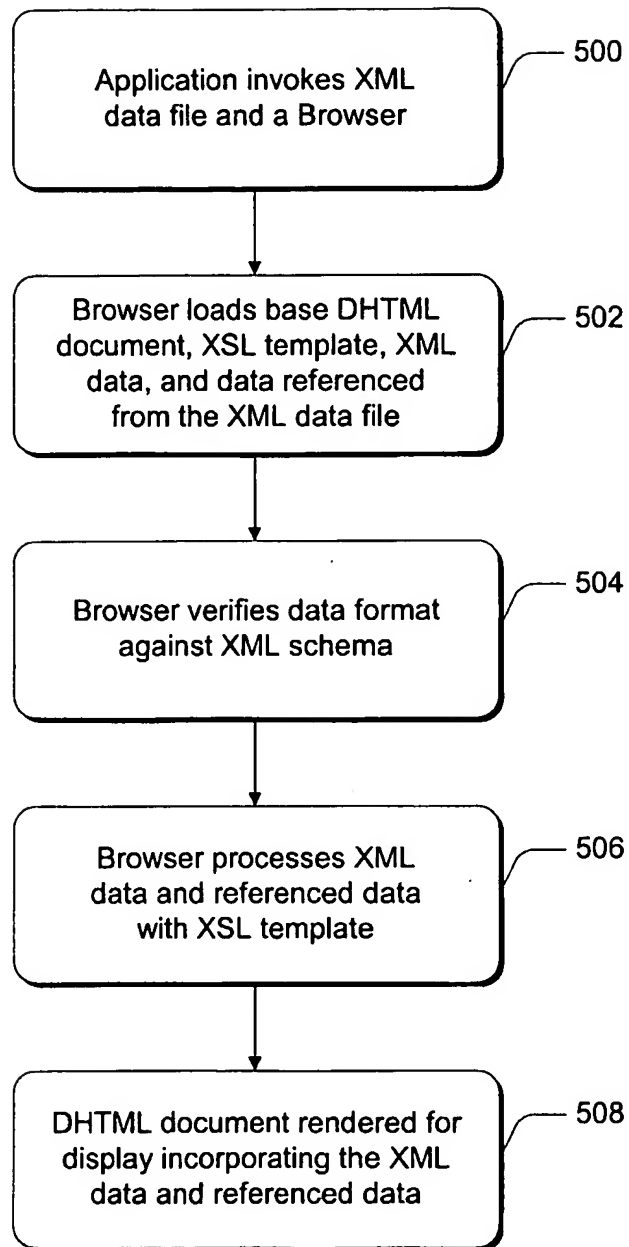 Application invokes XML
data file and a Browser
500
Browser loads base DHTML
document, XSL template, XML
data, and data referenced
from the XML data file
502
Browser verifies data format
against XML schema
504
Browser processes XML
data and referenced data
with XSL template
506
DHTML document rendered for
display incorporating the XML
data and referenced data
508